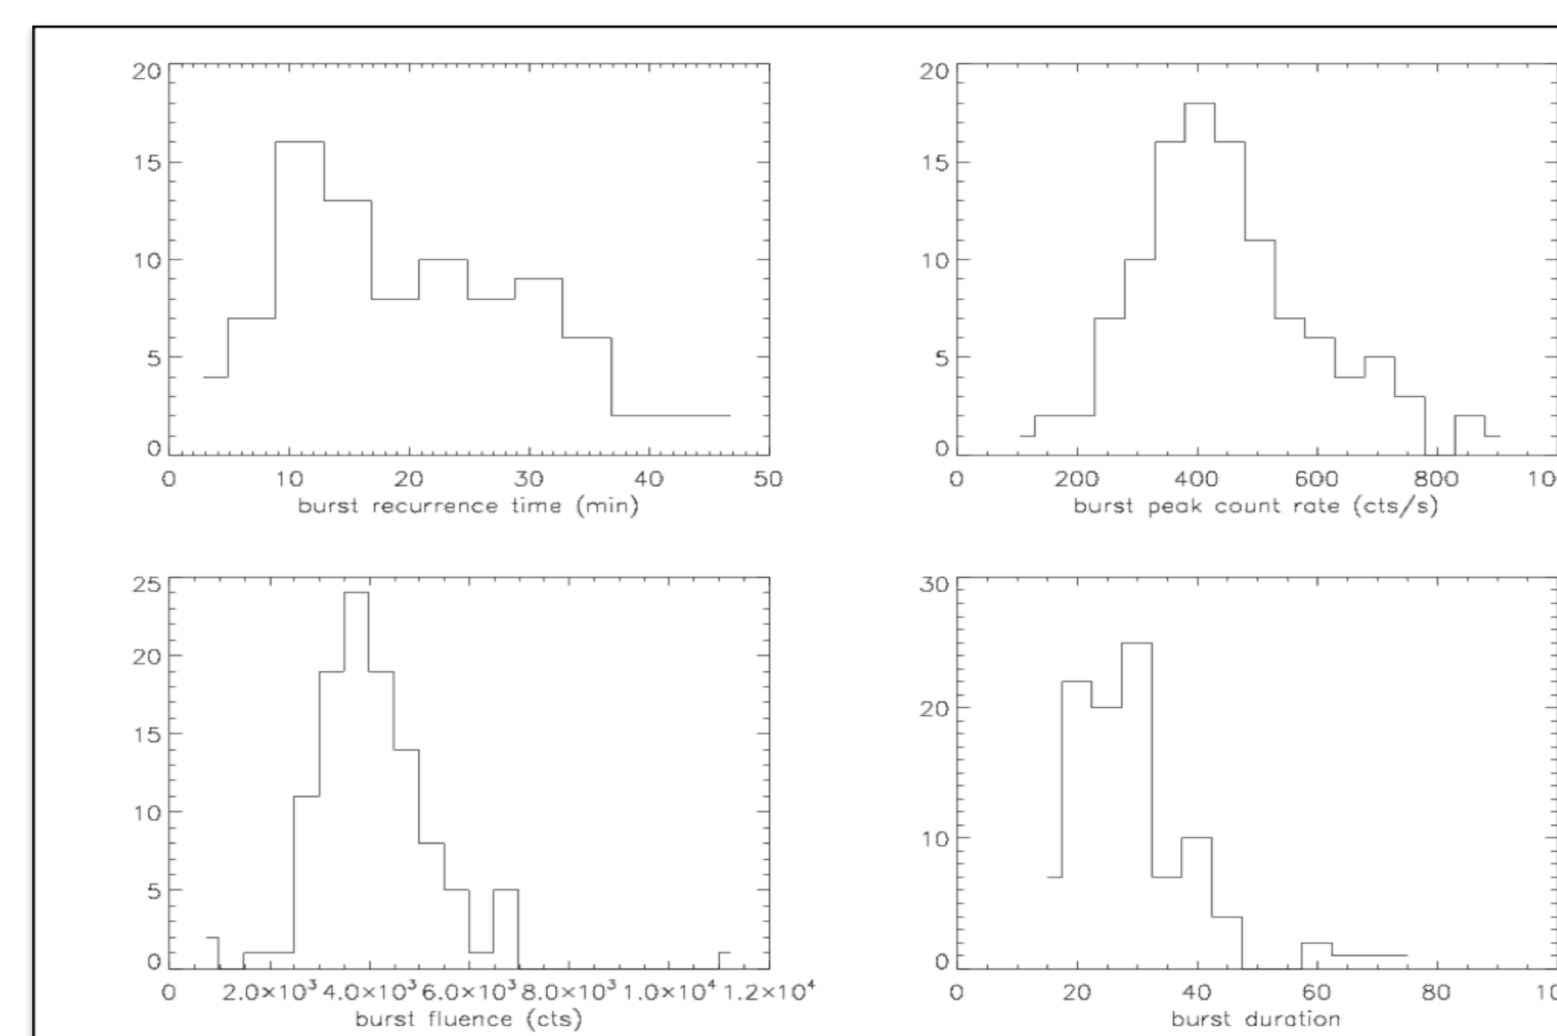 20
15
10
5
0
0 10 20 30 40 50
burst recurrence time (min)
20
15
10
5
0
0 200 400 600 800 10
burst peak count rate (cts/s)
25
20
15
10
5
0
0 2.0×10³ 4.0×10³ 6.0×10³ 8.0×10³ 1.0×10⁴ 1.2×10⁴
burst fluence (cts)
30
20
10
0
0 20 40 60 80 10
burst duration